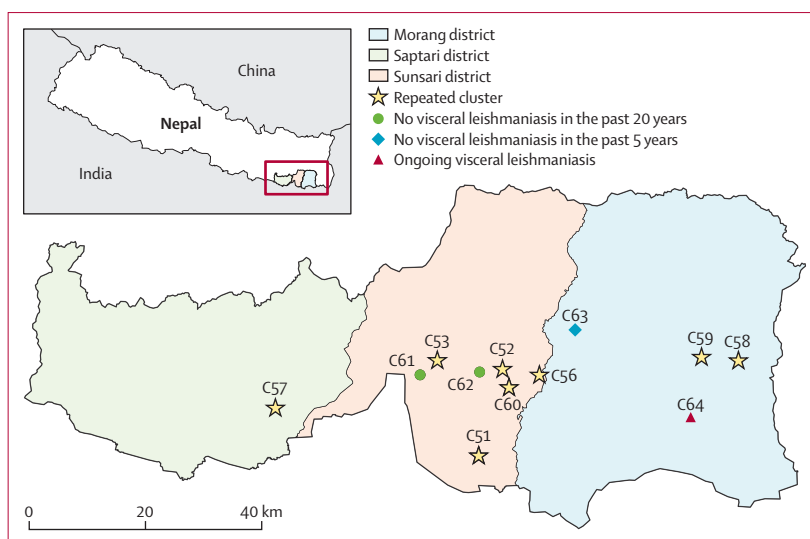 China
Nepal
India
Morang district
Saptari district
Sunsari district
Repeated cluster
No visceral leishmaniasis in the past 20 years
No visceral leishmaniasis in the past 5 years
Ongoing visceral leishmaniasis
C63
C53
C52
C59
C58
C61
C62
C56
C57
C60
C64
C51
0
20
40 km